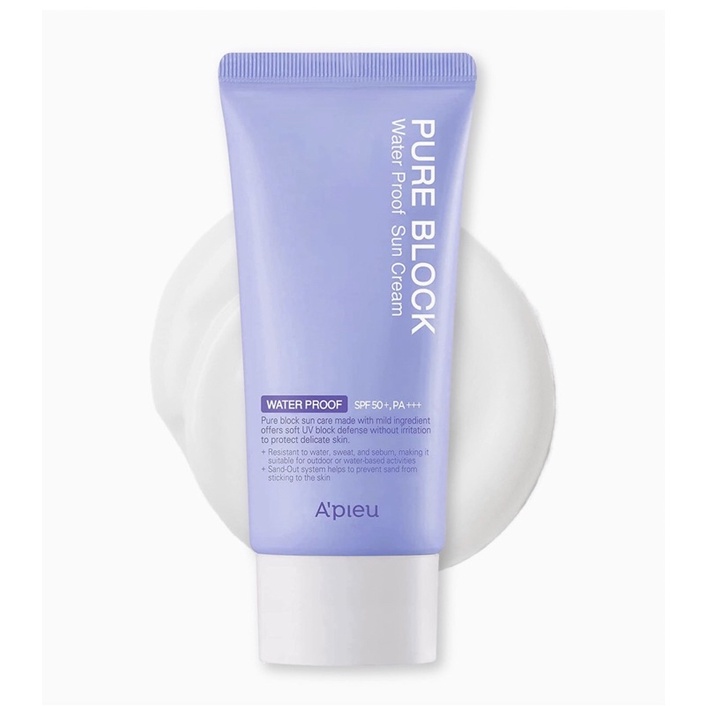 PURE BLOCK
Water Proof Sun Cream
WATER PROOF SPF 50+, PA +++
Pure block sun care made with mild ingredient
offers soft UV block defense without irritation
to protect delicate skin.
+ Resistant to water, sweat, and sebum, making it
suitable for outdoor or water-based activities
+ Sand-Out system helps to prevent sand from
sticking to the skin
A'pieu